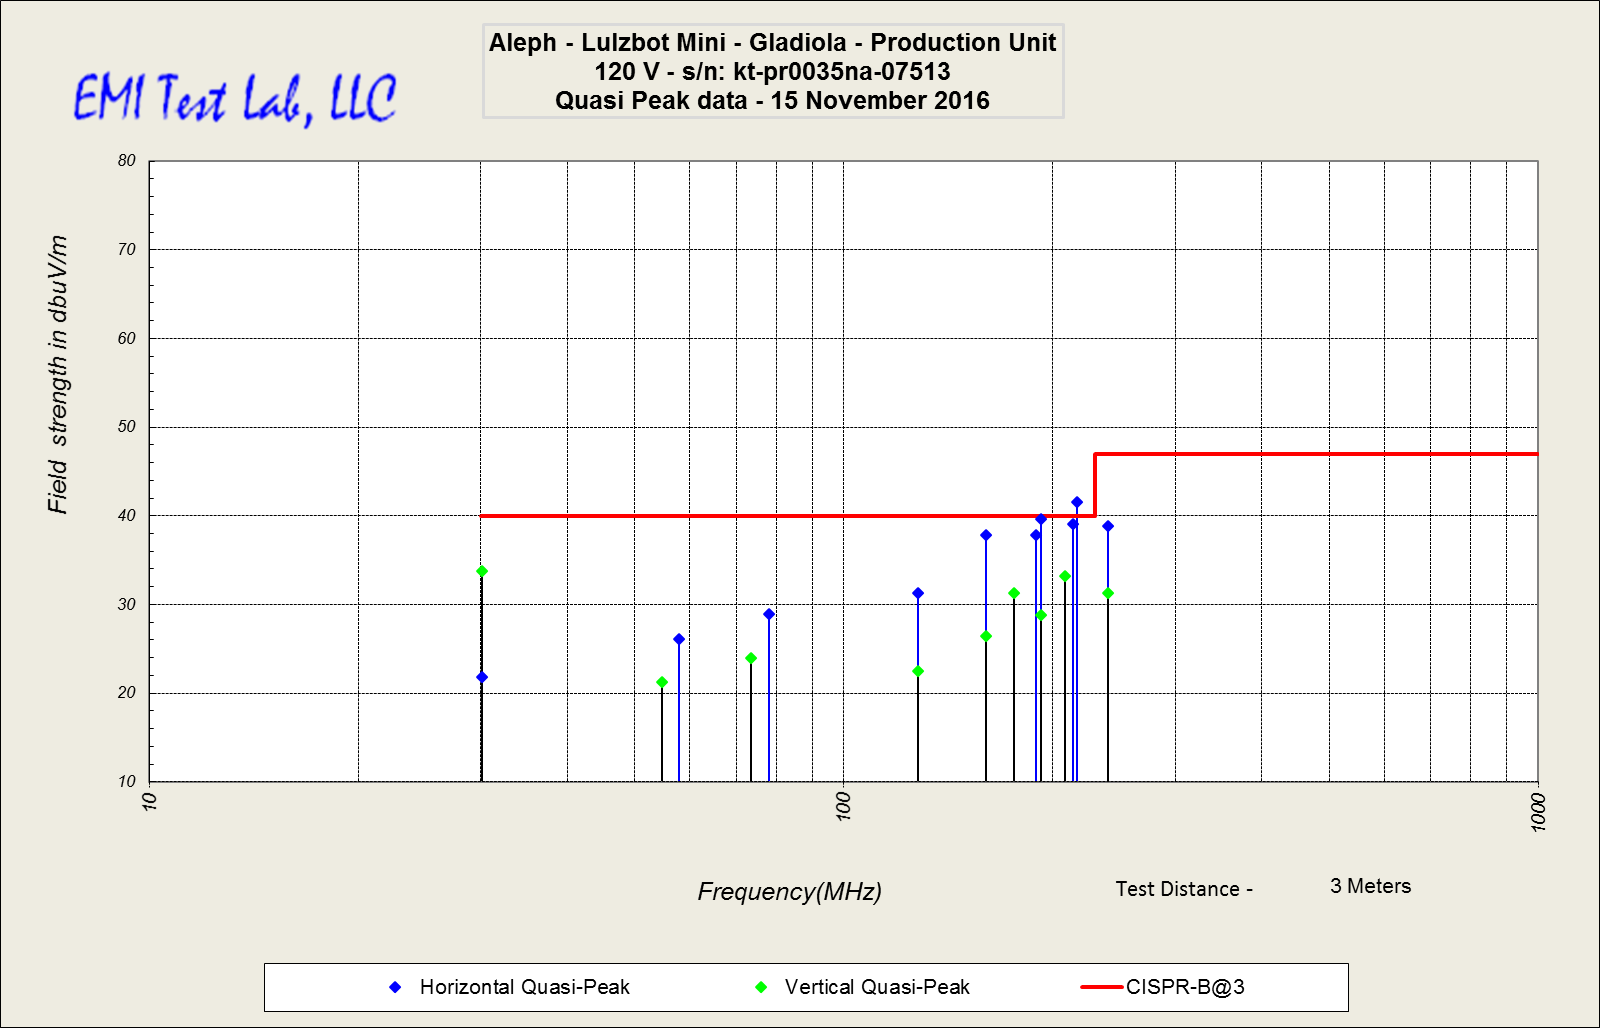 Aleph - Lulzbot Mini - Gladiola - Production Unit
120 V - s/n: kt-pr0035na-07513
Quasi Peak data - 15 November 2016
EMI Test Lab, LLC
Field strength in dbuV/m
80
70
60
50
40
30
20
10
10
100
1000
Frequency(MHz)
Test Distance -
3 Meters
Horizontal Quasi-Peak
Vertical Quasi-Peak
CISPR-B@3